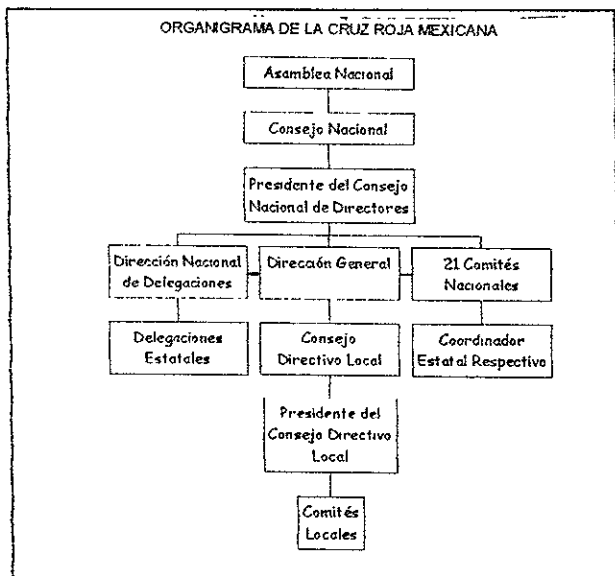 ORGANIGRAMA DE LA CRUZ ROJA MEXICANA
Asamblea Nacional
Consejo Nacional
Presidente del Consejo
Nacional de Directores
Dirección Nacional
de Delegaciones
Dirección General
21 Comités
Nacionales
Delegaciones
Estatales
Consejo
Directivo Local
Coordinador
Estatal Respectivo
Presidente del
Consejo Directivo
Local
Comités
Locales